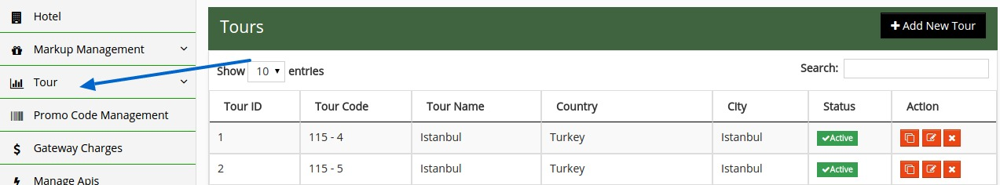 Hotel
Markup Management
Tour
Promo Code Management
Gateway Charges
Manage Apis
Tours
Add New Tour
Show 10 entries
Search:
Tour ID Tour Code Tour Name Country City Status Action
1 115 - 4 Istanbul Turkey Istanbul Active
2 115 - 5 Istanbul Turkey Istanbul Active